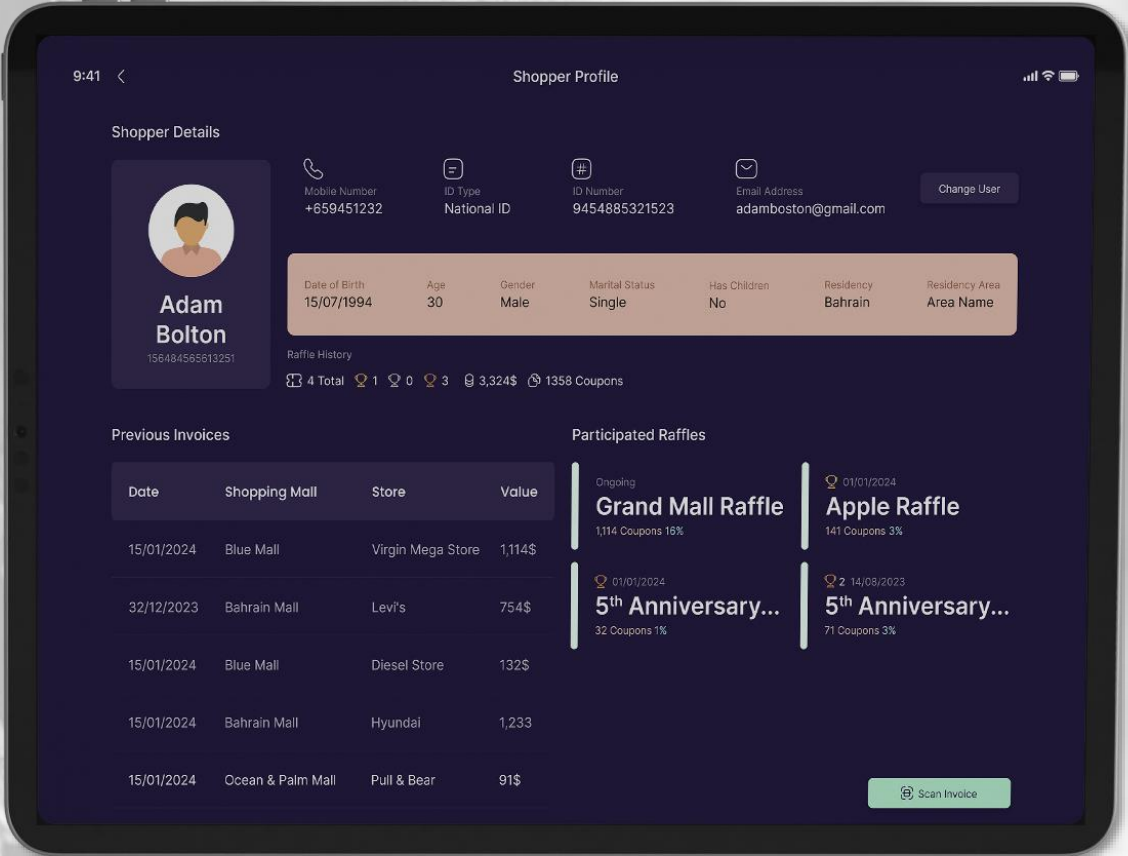 9:41
Shopper Profile
Shopper Details
Adam
Bolton
156484565613251
Mobile Number
+659451232
ID Type
National ID
#
ID Number
9454885321523
Email Address
adamboston@gmail.com
Change User
Date of Birth
15/07/1994
Age
30
Gender
Male
Marital Status
Single
Has Children
No
Residency
Bahrain
Residency Area
Area Name
Raffle History
4 Total 1 0 3 3,324$ 1358 Coupons
Previous Invoices
Date Shopping Mall Store Value
15/01/2024 Blue Mall Virgin Mega Store 1,114$
32/12/2023 Bahrain Mall Levi's 754$
15/01/2024 Blue Mall Diesel Store 132$
15/01/2024 Bahrain Mall Hyundai 1,233
15/01/2024 Ocean & Palm Mall Pull & Bear 91$
Participated Raffles
Ongoing
Grand Mall Raffle
1,114 Coupons 16%
01/01/2024
Apple Raffle
141 Coupons 3%
01/01/2024
5th Anniversary...
32 Coupons 1%
2 14/08/2023
5th Anniversary...
71 Coupons 3%
Scan Invoice